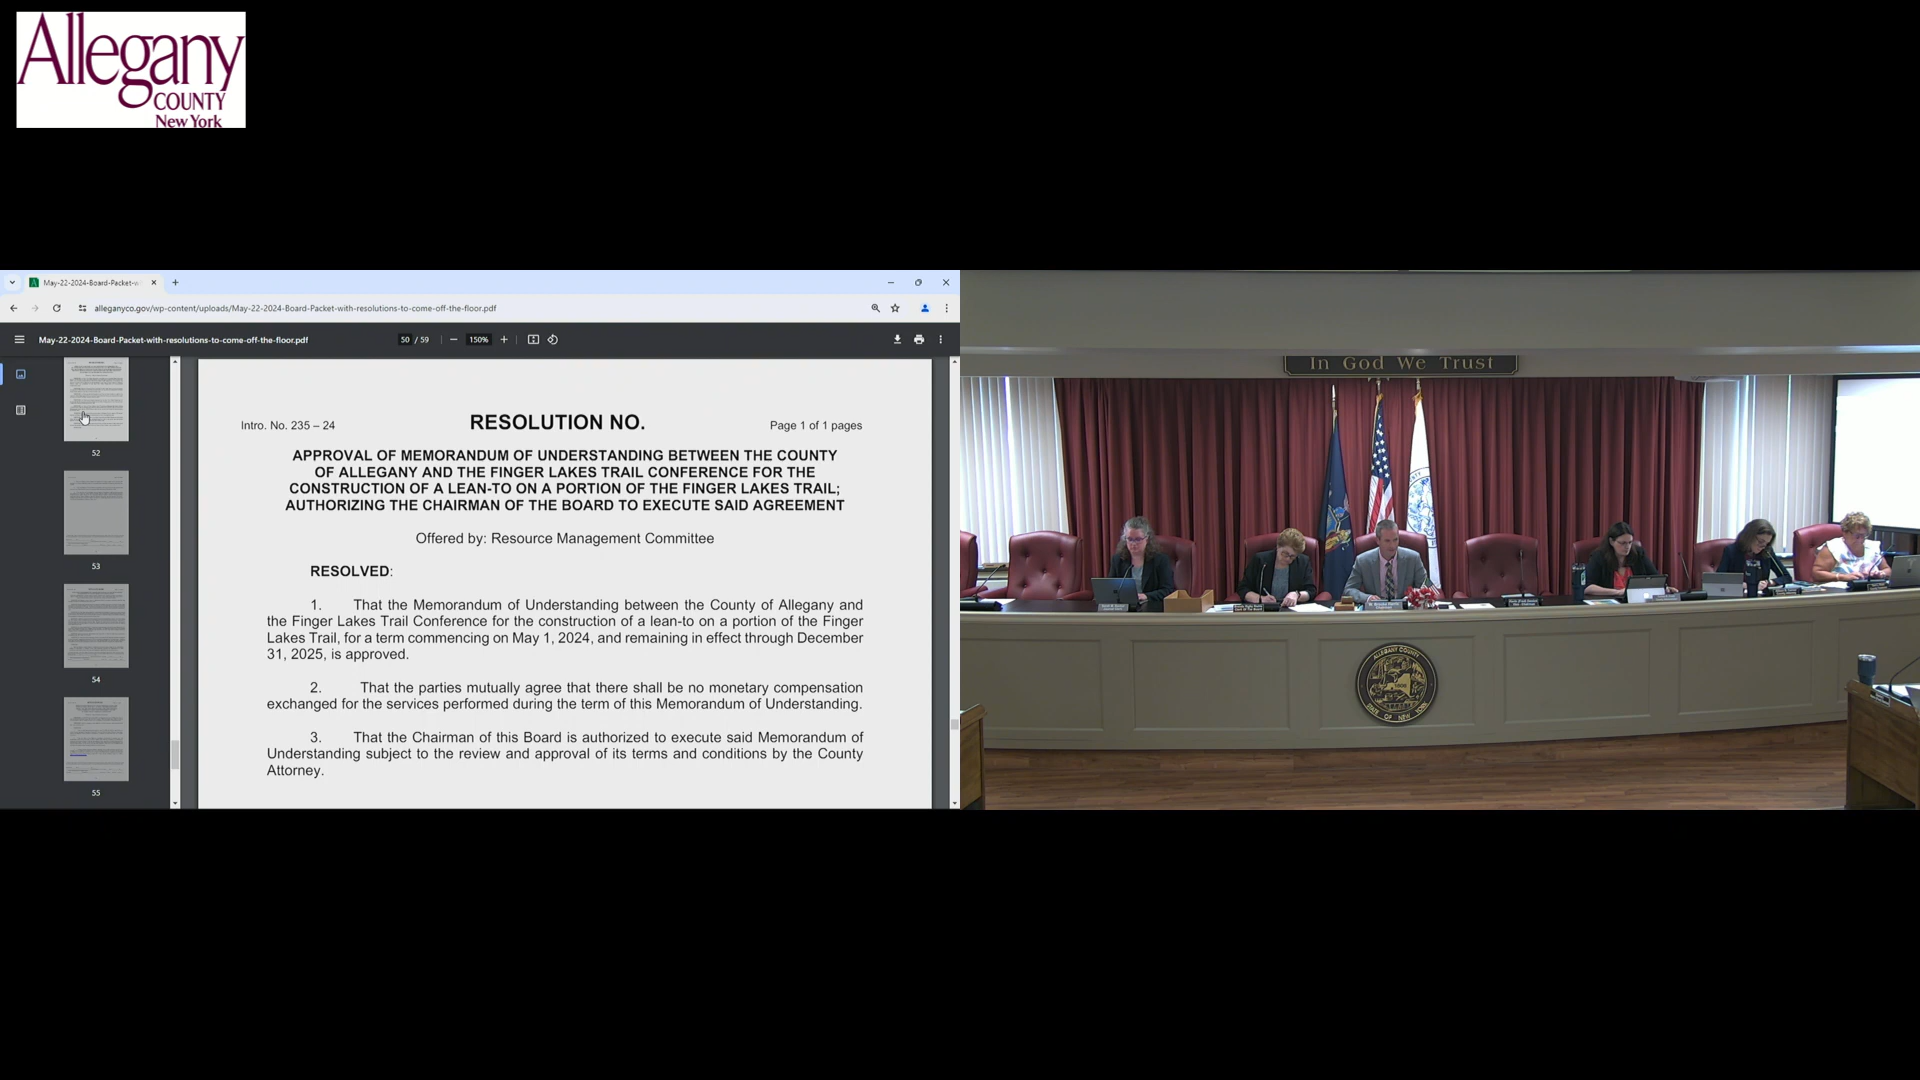 Allegany
COUNTY
New York
May-22-2024-Board-Packet-w
alleganyco.gov/wp-content/uploads/May-22-2024-Board-Packet-with-resolutions-to-come-off-the-floor.pdf
May-22-2024-Board-Packet-with-resolutions-to-come-off-the-floor.pdf
50 / 59
150%
52
53
54
55
Intro. No. 235 – 24
RESOLUTION NO.
Page 1 of 1 pages
APPROVAL OF MEMORANDUM OF UNDERSTANDING BETWEEN THE COUNTY
OF ALLEGANY AND THE FINGER LAKES TRAIL CONFERENCE FOR THE
CONSTRUCTION OF A LEAN-TO ON A PORTION OF THE FINGER LAKES TRAIL;
AUTHORIZING THE CHAIRMAN OF THE BOARD TO EXECUTE SAID AGREEMENT
Offered by: Resource Management Committee
RESOLVED:
1. That the Memorandum of Understanding between the County of Allegany and
the Finger Lakes Trail Conference for the construction of a lean-to on a portion of the Finger
Lakes Trail, for a term commencing on May 1, 2024, and remaining in effect through December
31, 2025, is approved.
2. That the parties mutually agree that there shall be no monetary compensation
exchanged for the services performed during the term of this Memorandum of Understanding.
3. That the Chairman of this Board is authorized to execute said Memorandum of
Understanding subject to the review and approval of its terms and conditions by the County
Attorney.
In God We Trust
ALLEGANY COUNTY
STATE OF NEW YORK